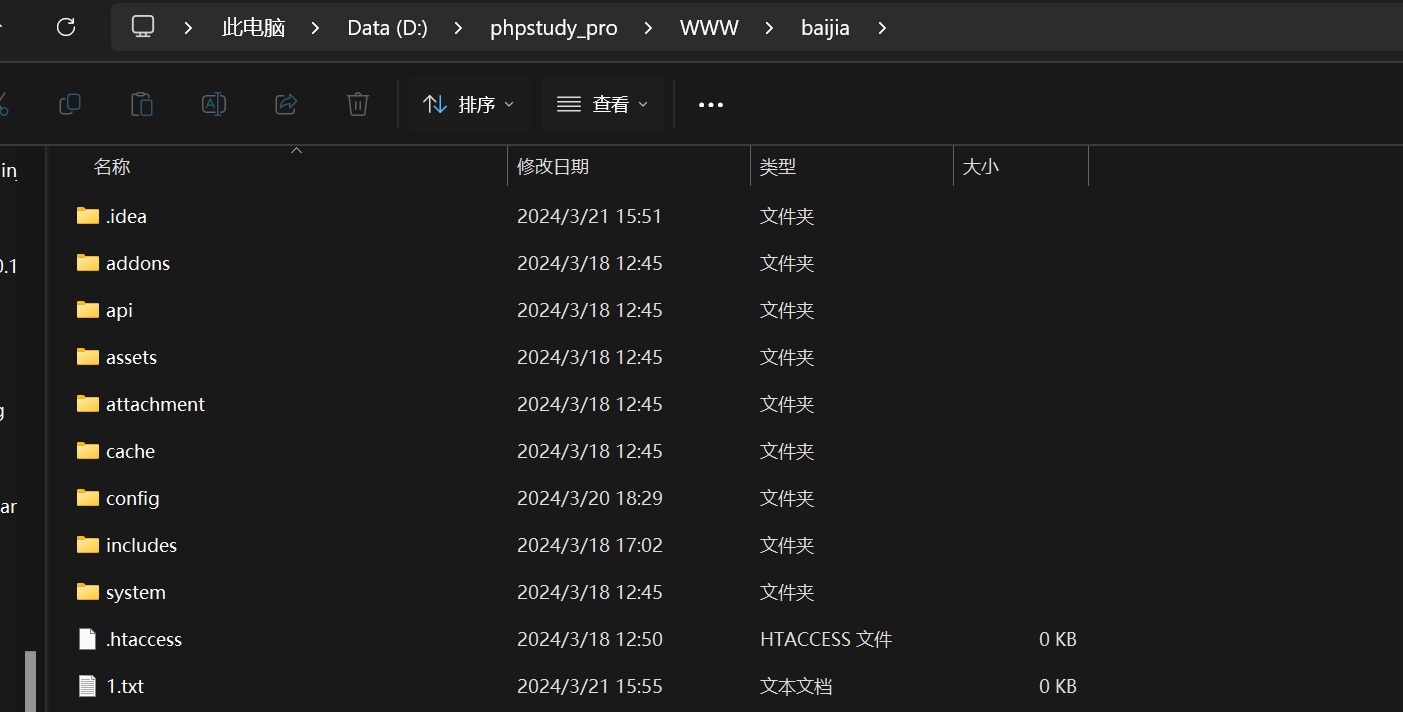 此电脑 Data (D:) phpstudy_pro WWW baijia
排序 查看
名称 修改日期 类型 大小
.idea 2024/3/21 15:51 文件夹
addons 2024/3/18 12:45 文件夹
api 2024/3/18 12:45 文件夹
assets 2024/3/18 12:45 文件夹
attachment 2024/3/18 12:45 文件夹
cache 2024/3/18 12:45 文件夹
config 2024/3/20 18:29 文件夹
includes 2024/3/18 17:02 文件夹
system 2024/3/18 12:45 文件夹
.htaccess 2024/3/18 12:50 HTACCESS 文件 0 KB
1.txt 2024/3/21 15:55 文本文档 0 KB